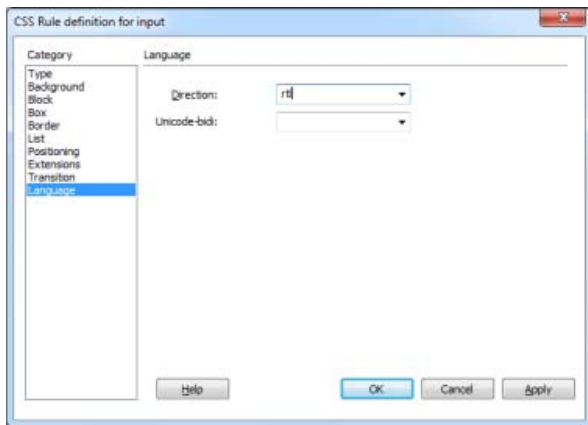 CSS Rule definition for input
Category
Type
Background
Block
Box
Border
List
Positioning
Extensions
Transition
Language
Language
Direction:
rtl
Unicode-bidi:
Help
OK
Cancel
Apply